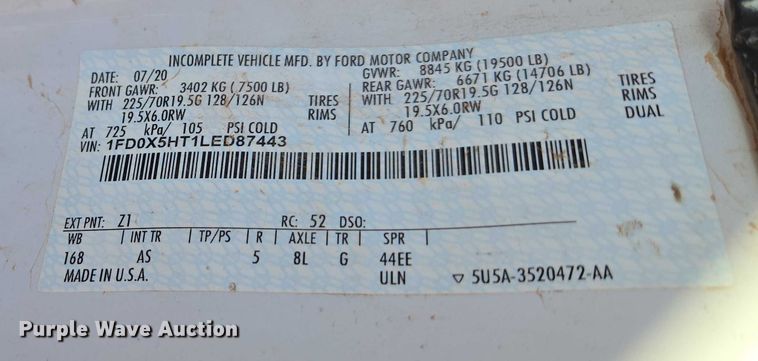 INCOMPLETE VEHICLE MFD. BY FORD MOTOR COMPANY
DATE: 07/20 GVWR: 8845 KG (19500 LB)
FRONT GAWR: 3402 KG (7500 LB) REAR GAWR: 6671 KG (14706 LB)
WITH 225/70R19.5G 128/126N TIRES WITH 225/70R19.5G 128/126N TIRES
19.5X6.0RW RIMS 19.5X6.0RW RIMS
AT 725 kPa/ 105 PSI COLD AT 760 kPa/ 110 PSI COLD DUAL
VIN: 1FD0X5HT1LED87443
EXT PNT: Z1 RC: 52 DSO:
WB INT TR TP/PS R AXLE TR SPR
168 AS 5 8L G 44EE
MADE IN U.S.A. ULN ▽ 5U5A-3520472-AA
Purple Wave Auction